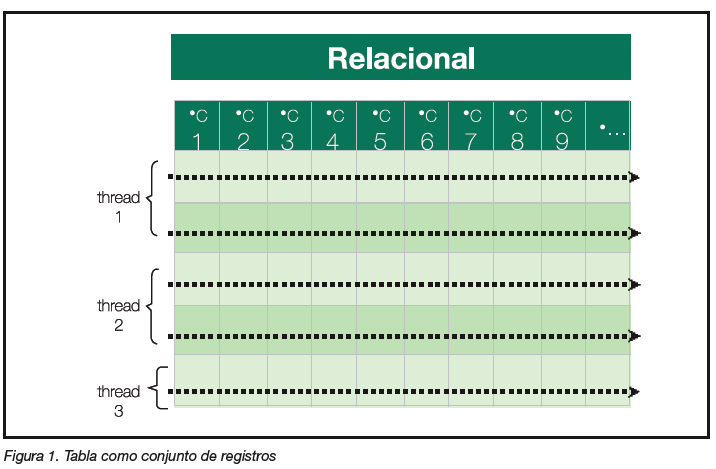 Relacional
•C 1 •C 2 •C 3 •C 4 •C 5 •C 6 •C 7 •C 8 •C 9 •...
thread
1
thread
2
thread
3
Figura 1. Tabla como conjunto de registros